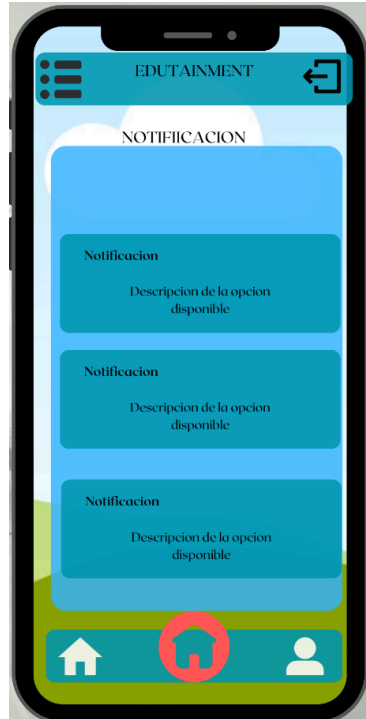 EDUTAINMENT
NOTIFIICACION
Notificacion
Descripcion de la opcion
disponible
Notificacion
Descripcion de la opcion
disponible
Notificacion
Descripcion de la opcion
disponible